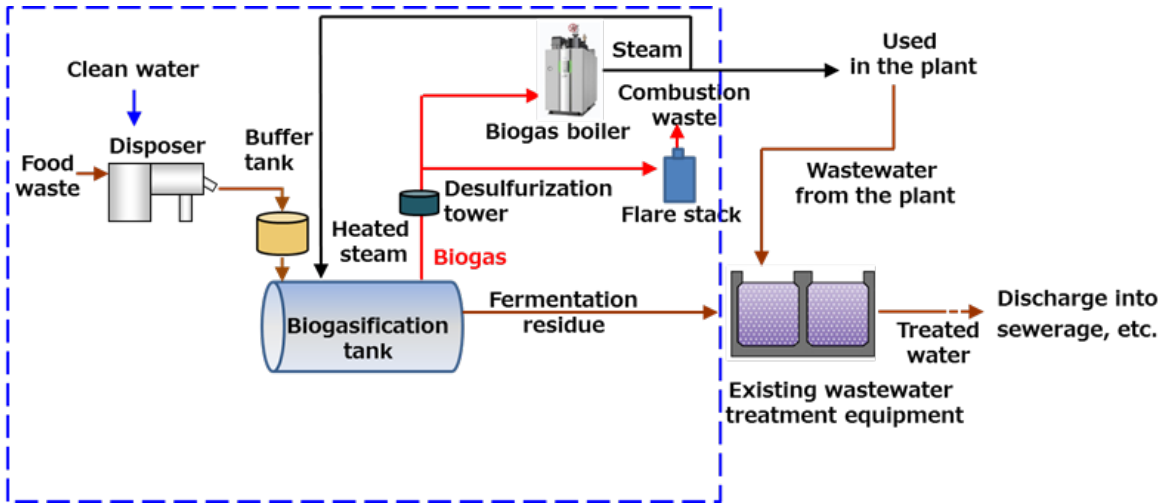 Clean water
Disposer
Food
waste
Buffer
tank
Heated
steam
Biogas
Desulfurization
tower
Biogas boiler
Steam
Combustion
waste
Flare stack
Used
in the plant
Wastewater
from the plant
Biogasification
tank
Fermentation
residue
Existing wastewater
treatment equipment
Treated
water
Discharge into
sewerage, etc.